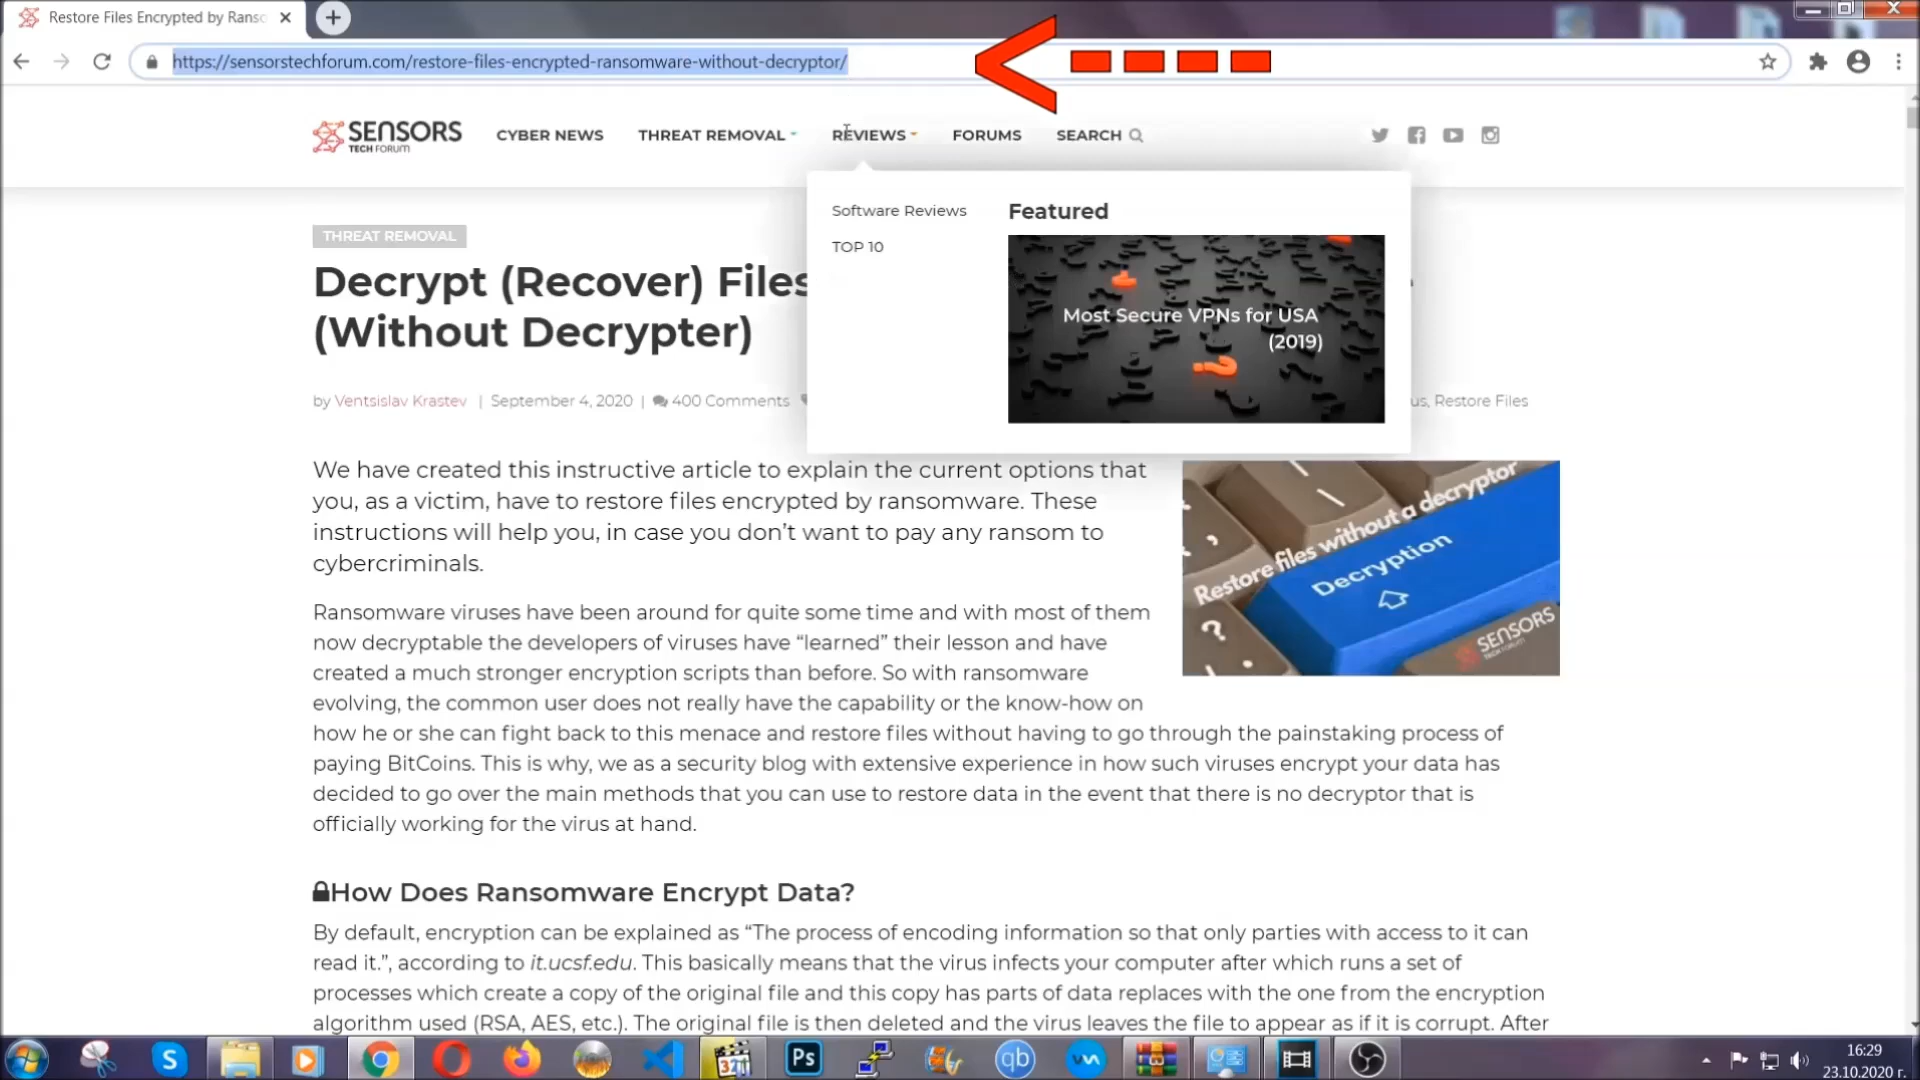 Restore Files Encrypted by Ranso
https://sensorstechforum.com/restore-files-encrypted-ransomware-without-decryptor/
SENSORS
TECH FORUM
CYBER NEWS
THREAT REMOVAL
REVIEWS
FORUMS
SEARCH
Software Reviews
TOP 10
Featured
Most Secure VPNs for USA
(2019)
THREAT REMOVAL
Decrypt (Recover) Files
(Without Decrypter)
by Ventsislav Krastev | September 4, 2020 | 400 Comments
us, Restore Files
We have created this instructive article to explain the current options that
you, as a victim, have to restore files encrypted by ransomware. These
instructions will help you, in case you don’t want to pay any ransom to
cybercriminals.
Restore files without a decryptor
Decryption
SENSORS
TECH FORUM
Ransomware viruses have been around for quite some time and with most of them
now decryptable the developers of viruses have “learned” their lesson and have
created a much stronger encryption scripts than before. So with ransomware
evolving, the common user does not really have the capability or the know-how on
how he or she can fight back to this menace and restore files without having to go through the painstaking process of
paying BitCoins. This is why, we as a security blog with extensive experience in how such viruses encrypt your data has
decided to go over the main methods that you can use to restore data in the event that there is no decryptor that is
officially working for the virus at hand.
How Does Ransomware Encrypt Data?
By default, encryption can be explained as “The process of encoding information so that only parties with access to it can
read it.”, according to it.ucsf.edu. This basically means that the virus infects your computer after which runs a set of
processes which create a copy of the original file and this copy has parts of data replaces with the one from the encryption
algorithm used (RSA, AES, etc.). The original file is then deleted and the virus leaves the file to appear as if it is corrupt. After
321
Ps
qb
16:29
23.10.2020 г.